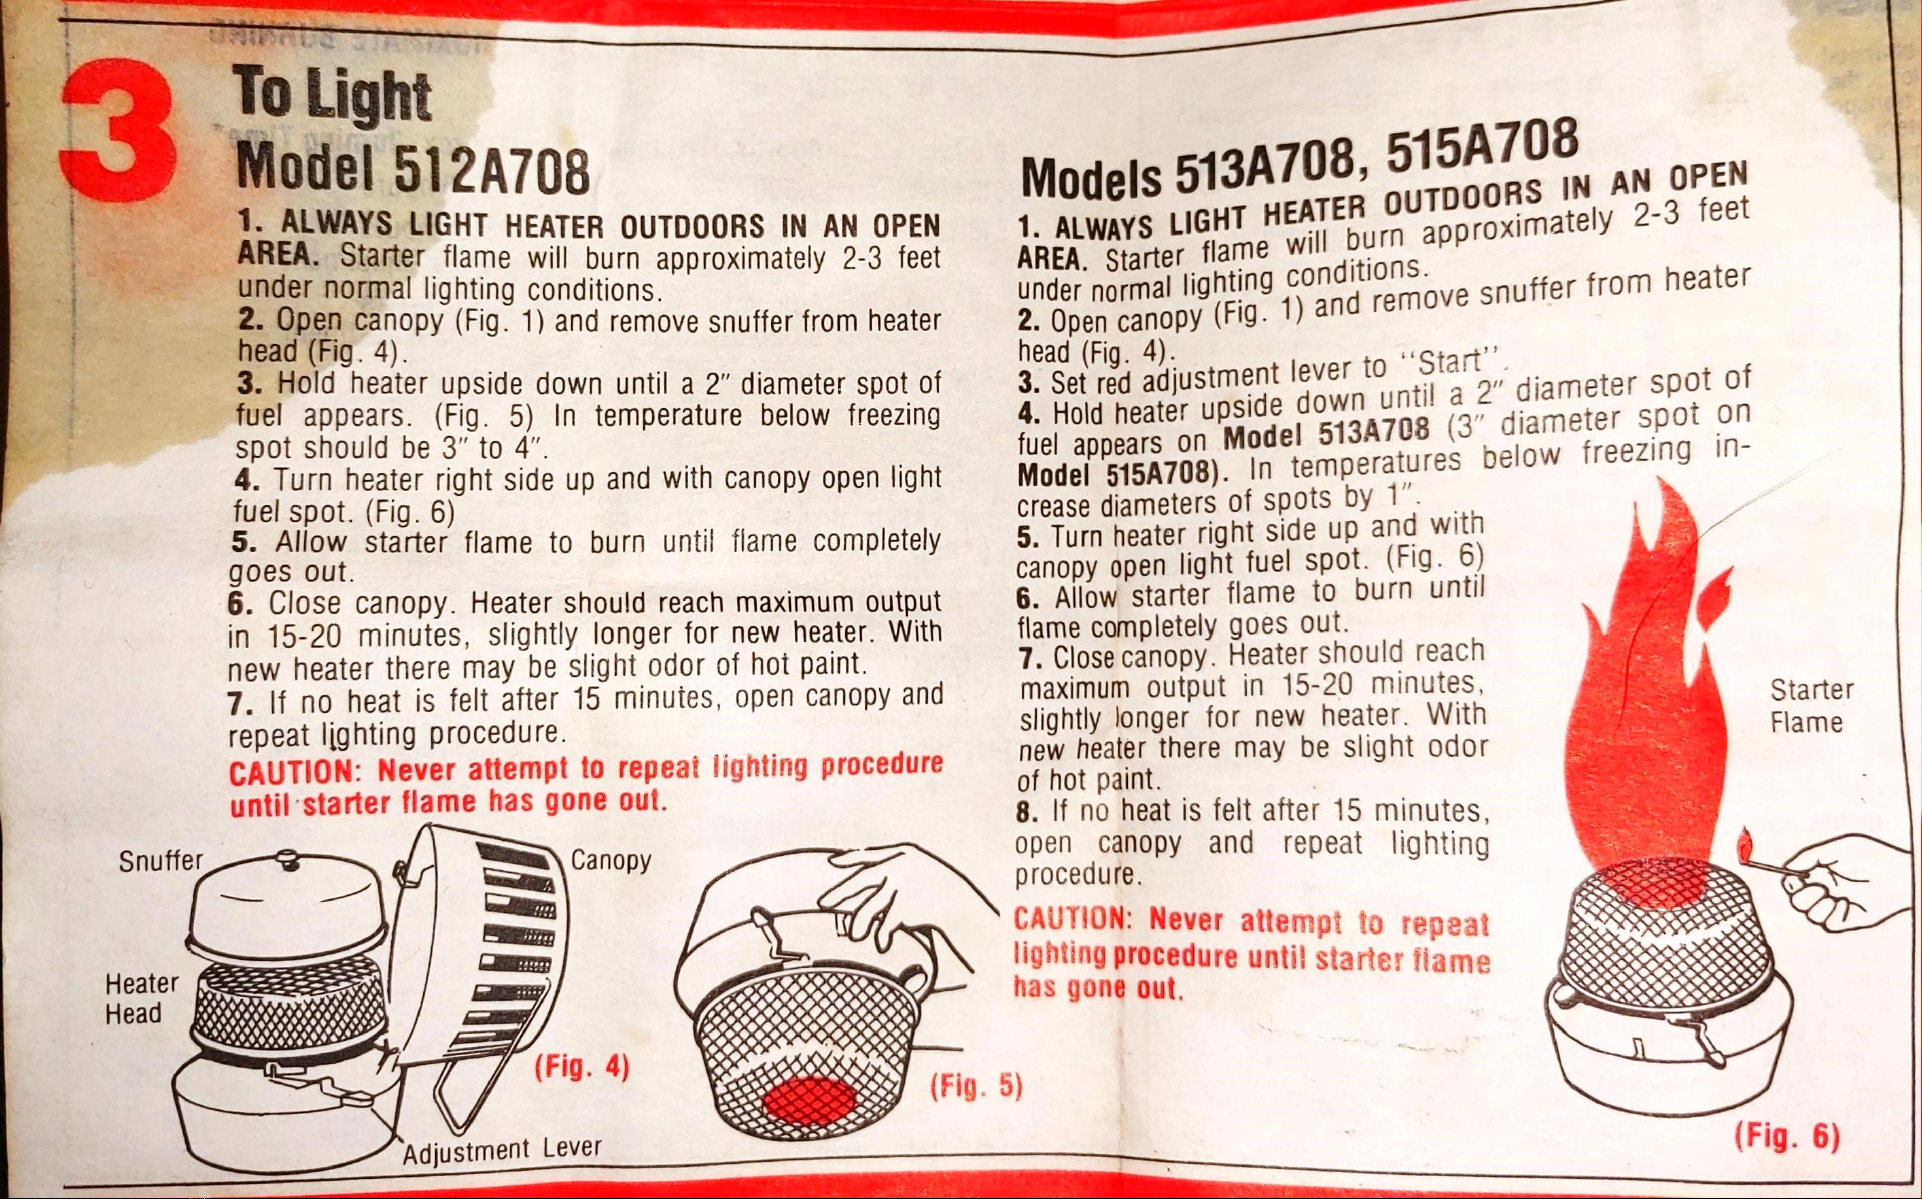 3
To Light
Model 512A708
1. ALWAYS LIGHT HEATER OUTDOORS IN AN OPEN
AREA. Starter flame will burn approximately 2-3 feet
under normal lighting conditions.
2. Open canopy (Fig. 1) and remove snuffer from heater
head (Fig. 4).
3. Hold heater upside down until a 2" diameter spot of
fuel appears. (Fig. 5) In temperature below freezing
spot should be 3" to 4".
4. Turn heater right side up and with canopy open light
fuel spot. (Fig. 6)
5. Allow starter flame to burn until flame completely
goes out.
6. Close canopy. Heater should reach maximum output
in 15-20 minutes, slightly longer for new heater. With
new heater there may be slight odor of hot paint.
7. If no heat is felt after 15 minutes, open canopy and
repeat lighting procedure.
CAUTION: Never attempt to repeat lighting procedure
until starter flame has gone out.
Snuffer
Canopy
Heater
Head
(Fig. 4)
Adjustment Lever
(Fig. 5)
Models 513A708, 515A708
1. ALWAYS LIGHT HEATER OUTDOORS IN AN OPEN
AREA. Starter flame will burn approximately 2-3 feet
under normal lighting conditions.
2. Open canopy (Fig. 1) and remove snuffer from heater
head (Fig. 4).
3. Set red adjustment lever to "Start".
4. Hold heater upside down until a 2" diameter spot of
fuel appears on Model 513A708 (3" diameter spot on
Model 515A708). In temperatures below freezing in-
crease diameters of spots by 1".
5. Turn heater right side up and with
canopy open light fuel spot. (Fig. 6)
6. Allow starter flame to burn until
flame completely goes out.
7. Close canopy. Heater should reach
maximum output in 15-20 minutes,
slightly longer for new heater. With
new heater there may be slight odor
of hot paint.
8. If no heat is felt after 15 minutes,
open canopy and repeat lighting
procedure.
CAUTION: Never attempt to repeat
lighting procedure until starter flame
has gone out.
Starter
Flame
(Fig. 6)